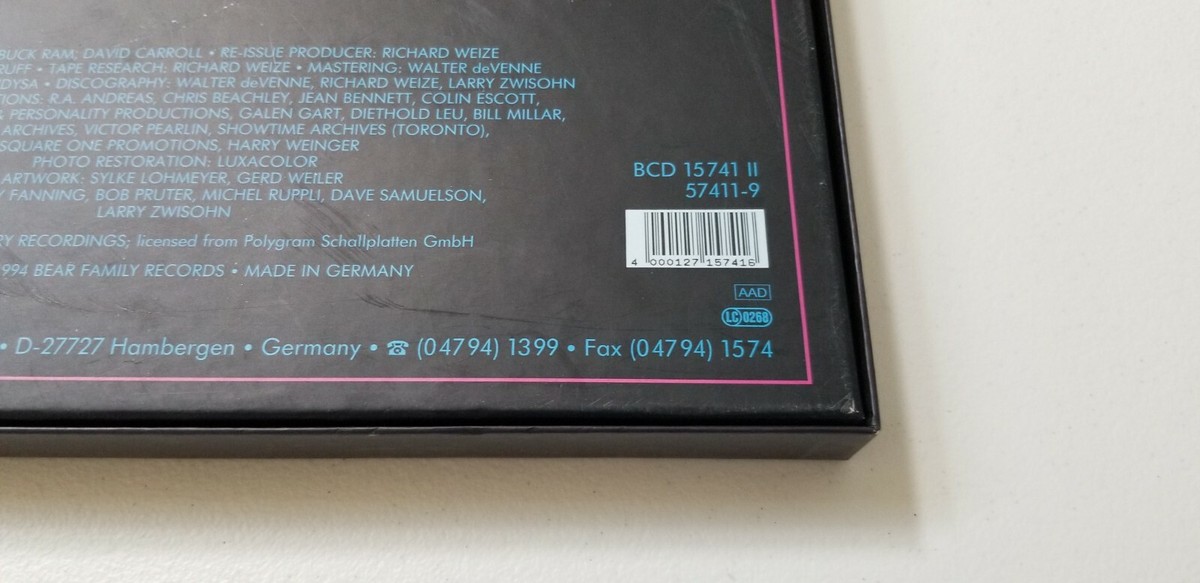 BUCK RAM, DAVID CARROLL • RE-ISSUE PRODUCER: RICHARD WEIZE
RUFF • TAPE RESEARCH: RICHARD WEIZE • MASTERING: WALTER deVENNE
DYSA • DISCOGRAPHY: WALTER deVENNE, RICHARD WEIZE, LARRY ZWISOHN
TIONS: R.A. ANDREAS, CHRIS BEACHLEY, JEAN BENNETT, COLIN ESCOTT,
& PERSONALITY PRODUCTIONS, GALEN GART, DIETHOLD LEU, BILL MILLAR,
ARCHIVES, VICTOR PEARLIN, SHOWTIME ARCHIVES (TORONTO),
SQUARE ONE PROMOTIONS, HARRY WEINGER
PHOTO RESTORATION: LUXACOLOR
ARTWORK: SYLKE LOHMEYER, GERD WEILER
Y FANNING, BOB PRUTER, MICHEL RUPPLI, DAVE SAMUELSON,
LARRY ZWISOHN
RY RECORDINGS; licensed from Polygram Schallplatten GmbH
994 BEAR FAMILY RECORDS • MADE IN GERMANY
BCD 15741 II
57411-9
4 000127 157416
AAD
LC 0268
• D-27727 Hambergen • Germany • ☎ (04794) 1399 • Fax (04794) 1574